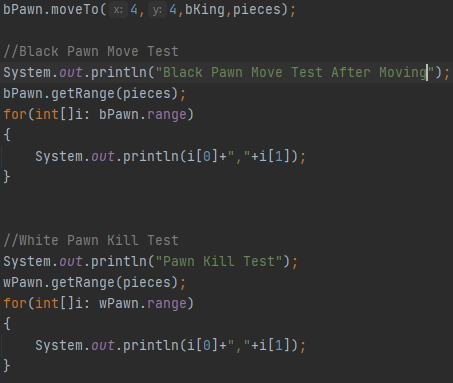 bPawn.moveTo( x: 4, y: 4,bKing,pieces);
//Black Pawn Move Test
System.out.println("Black Pawn Move Test After Moving");
bPawn.getRange(pieces);
for(int[]i: bPawn.range)
{
System.out.println(i[0]+","+i[1]);
}
//White Pawn Kill Test
System.out.println("Pawn Kill Test");
wPawn.getRange(pieces);
for(int[]i: wPawn.range)
{
System.out.println(i[0]+","+i[1]);
}